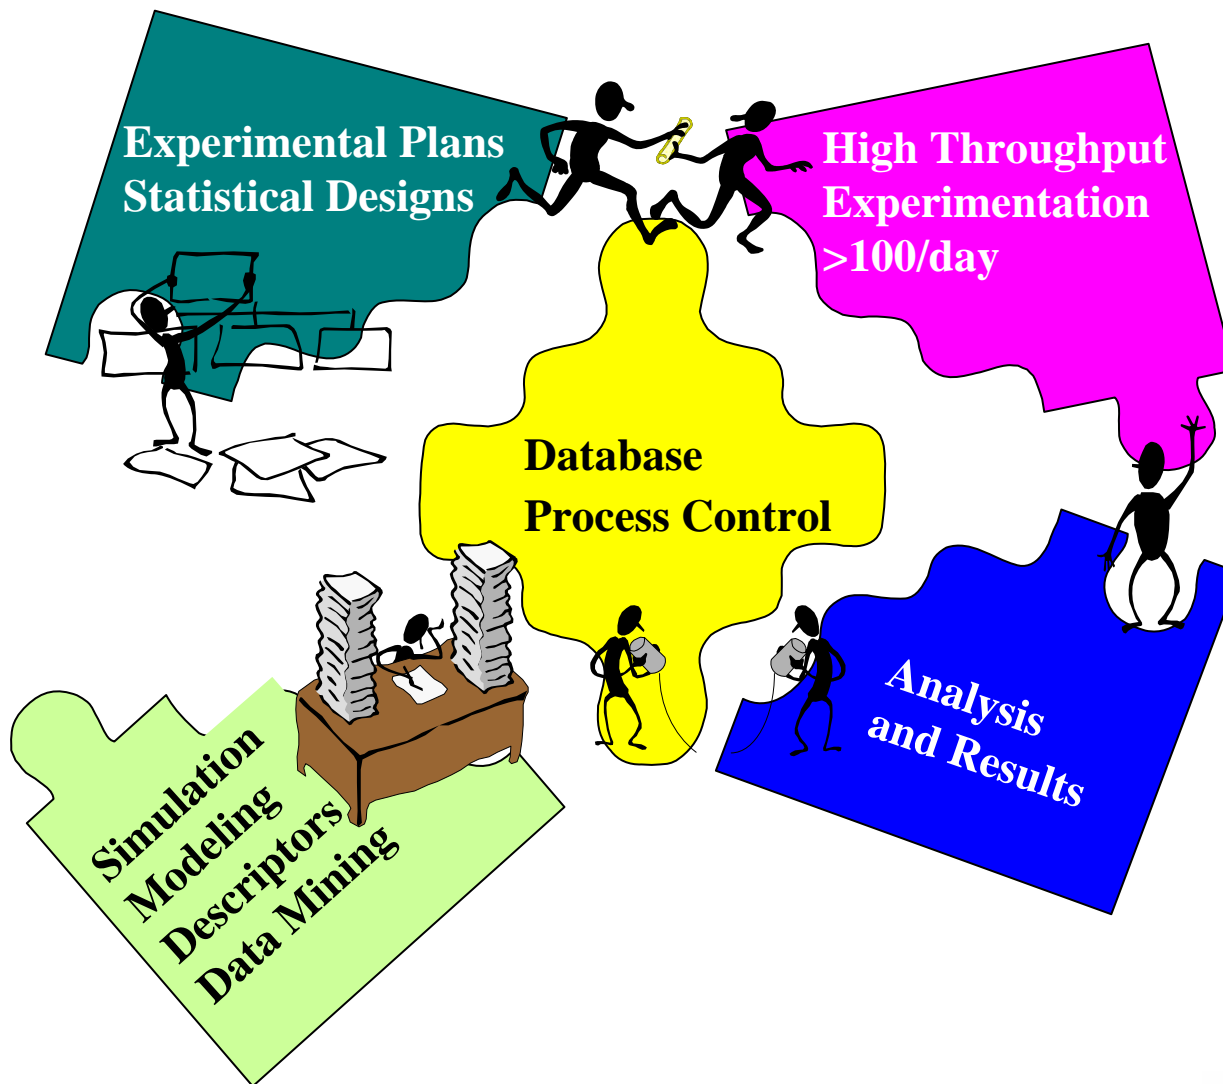 Experimental Plans
Statistical Designs
High Throughput
Experimentation
>100/day
Database
Process Control
Analysis
and Results
Simulation
Modeling
Descriptors
Data Mining